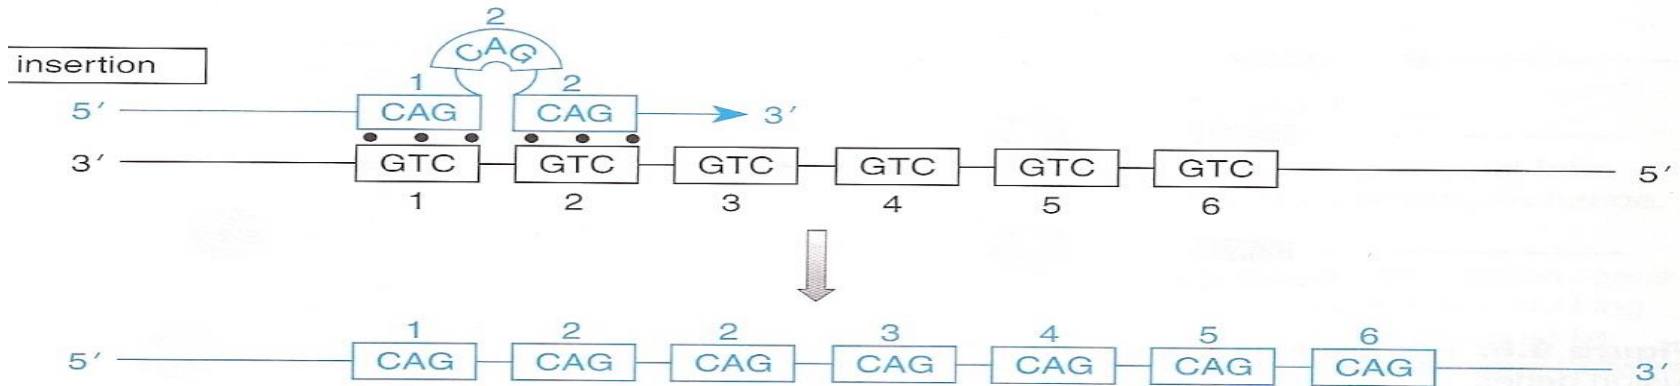 2
CAG
insertion
1 2
5′ CAG CAG 3′
3′ GTC GTC GTC GTC GTC GTC 5′
1 2 3 4 5 6
1 2 2 3 4 5 6
5′ CAG CAG CAG CAG CAG CAG CAG 3′